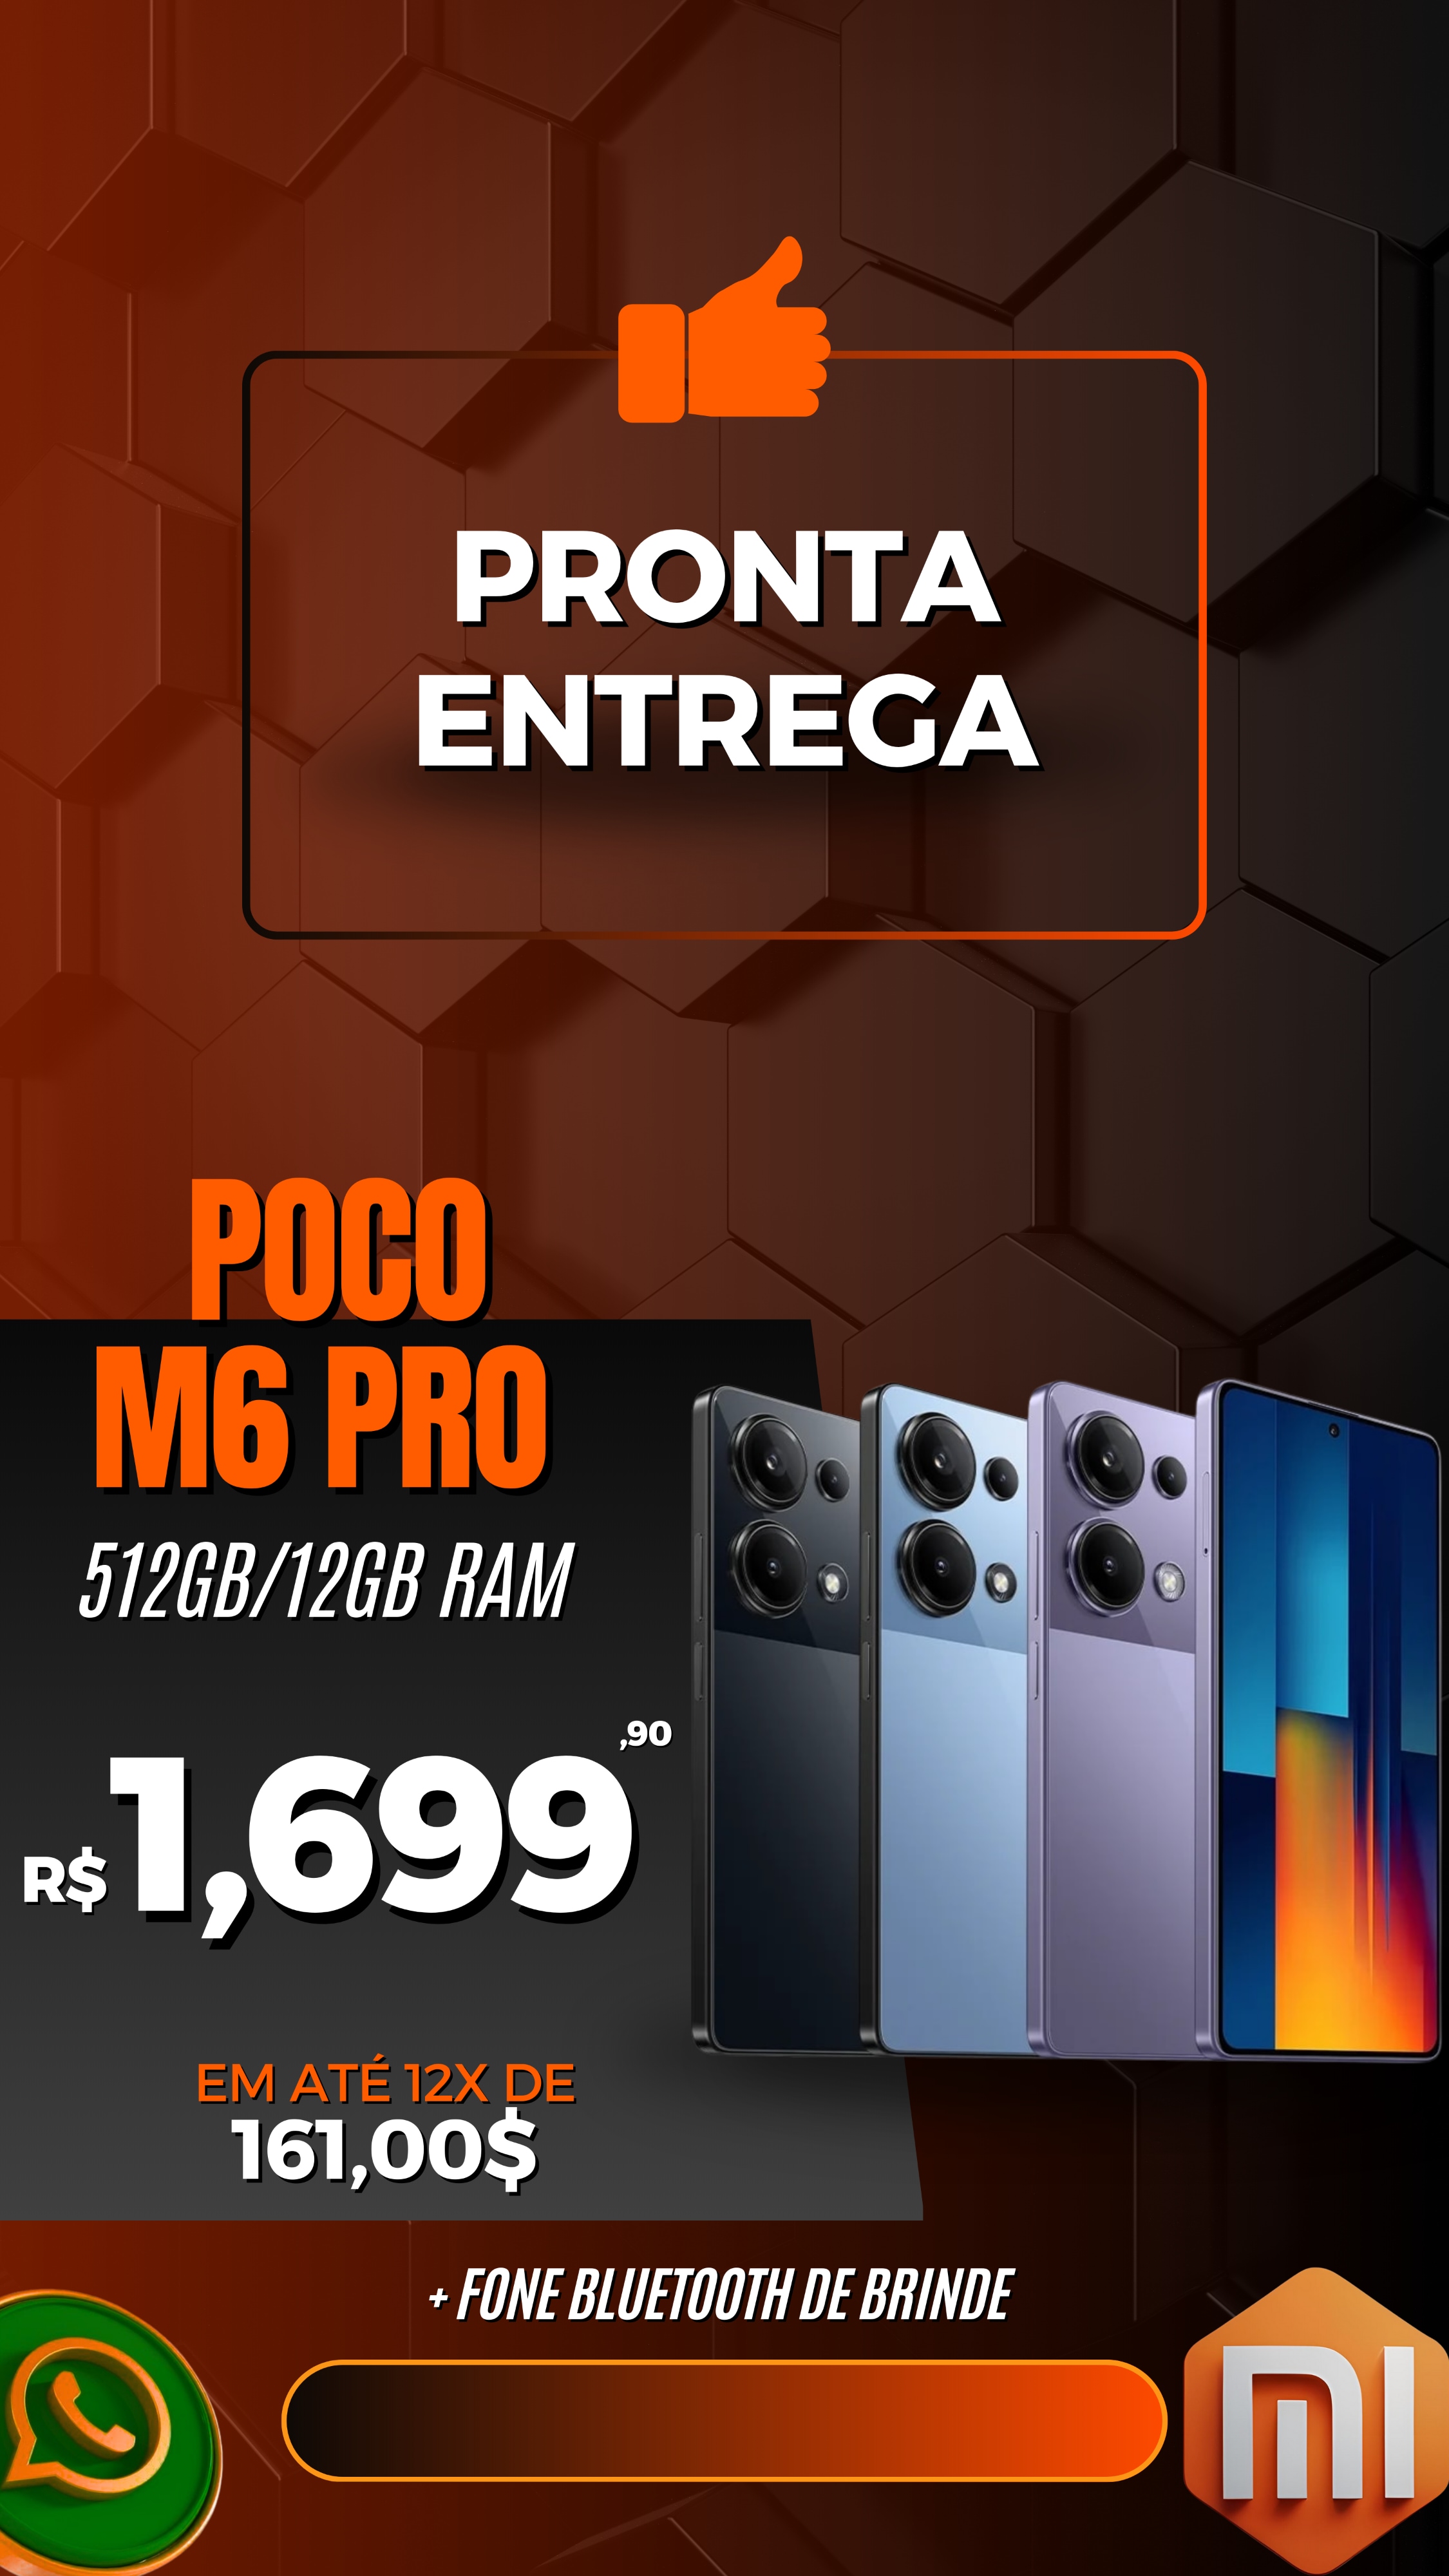 PRONTA
ENTREGA
POCO
M6 PRO
512GB/12GB RAM
R$1,699,90
EM ATÉ 12X DE
161,00$
+ FONE BLUETOOTH DE BRINDE
MI